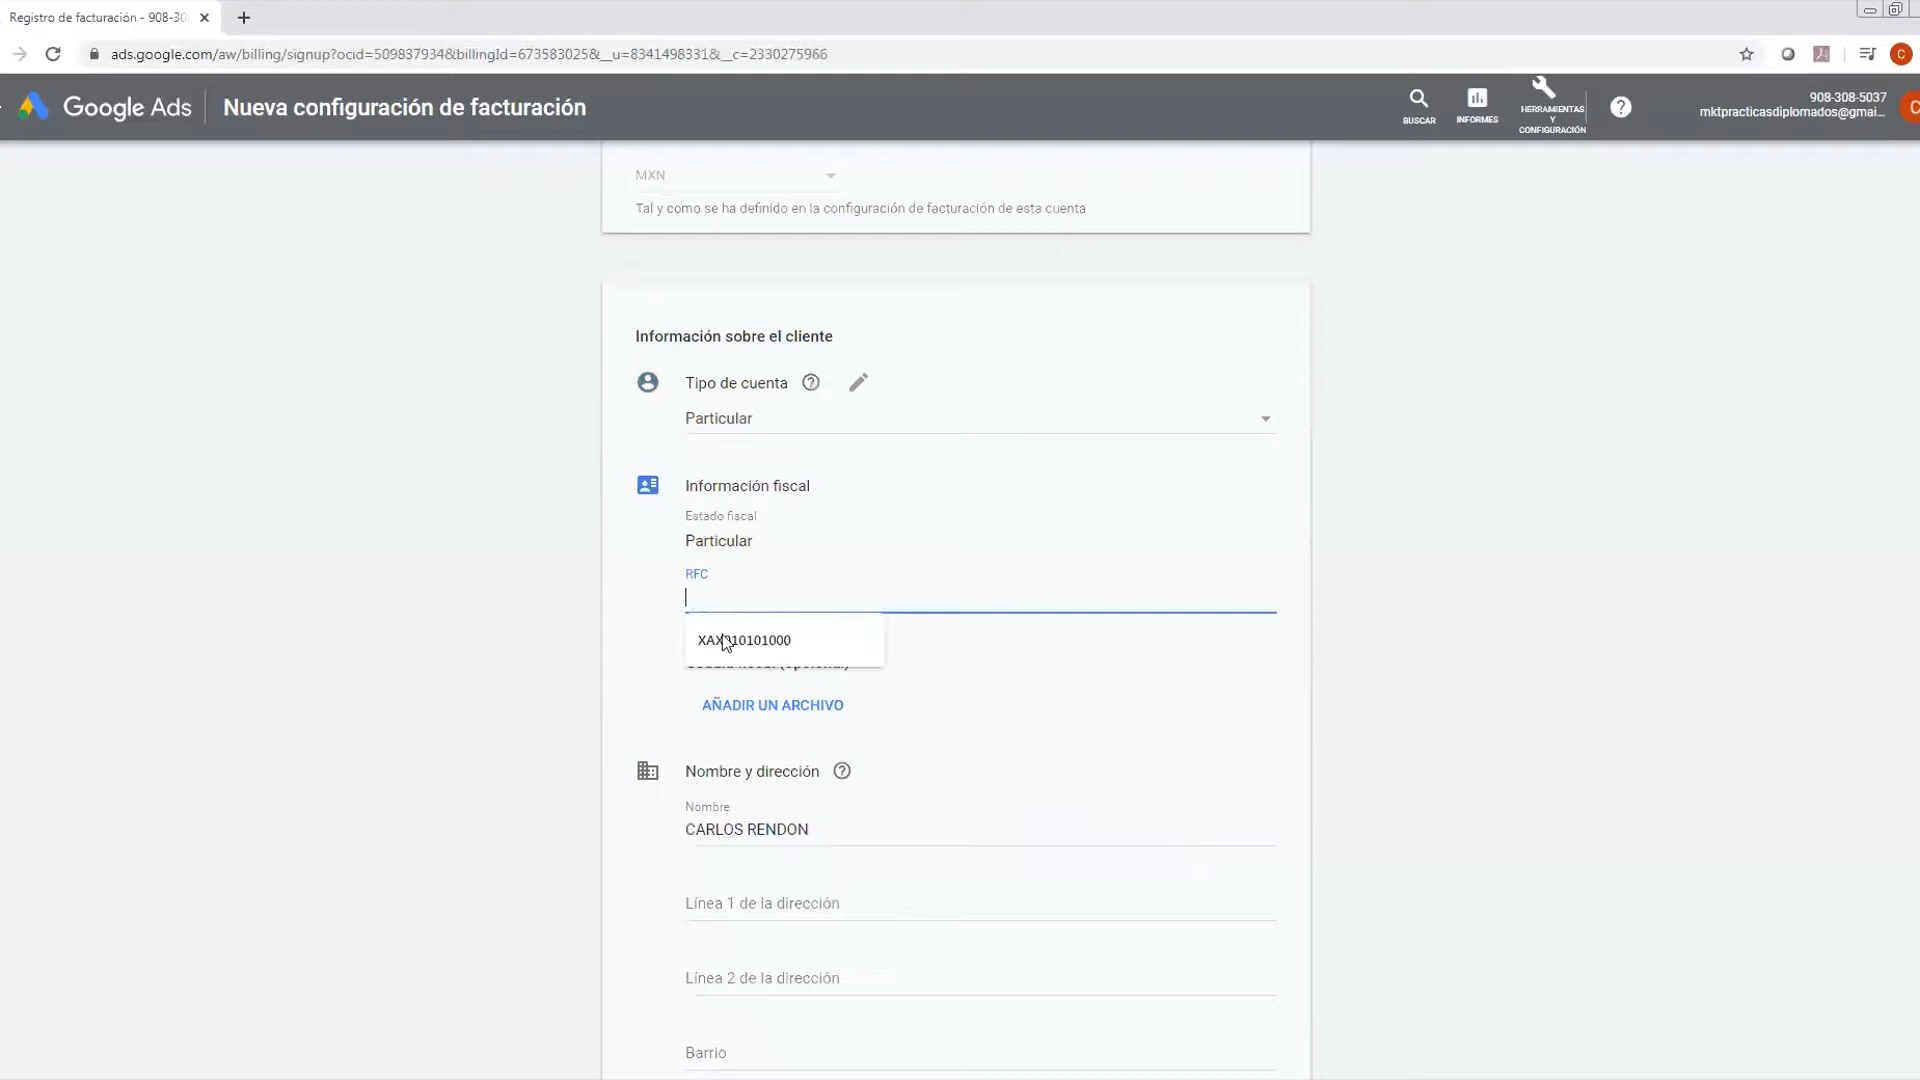 Registro de facturación - 908-30
ads.google.com/aw/billing/signup?ocid=509837934&billingId=673583025&__u=8341498331&__c=2330275966
C
Google Ads
Nueva configuración de facturación
BUSCAR
INFORMES
HERRAMIENTAS
Y
CONFIGURACIÓN
908-308-5037
mktpracticasdiplomados@gmai...
C
MXN
Tal y como se ha definido en la configuración de facturación de esta cuenta
Información sobre el cliente
Tipo de cuenta
Particular
Información fiscal
Estado fiscal
Particular
RFC
XAX010101000
AÑADIR UN ARCHIVO
Nombre y dirección
Nombre
CARLOS RENDON
Línea 1 de la dirección
Línea 2 de la dirección
Barrio